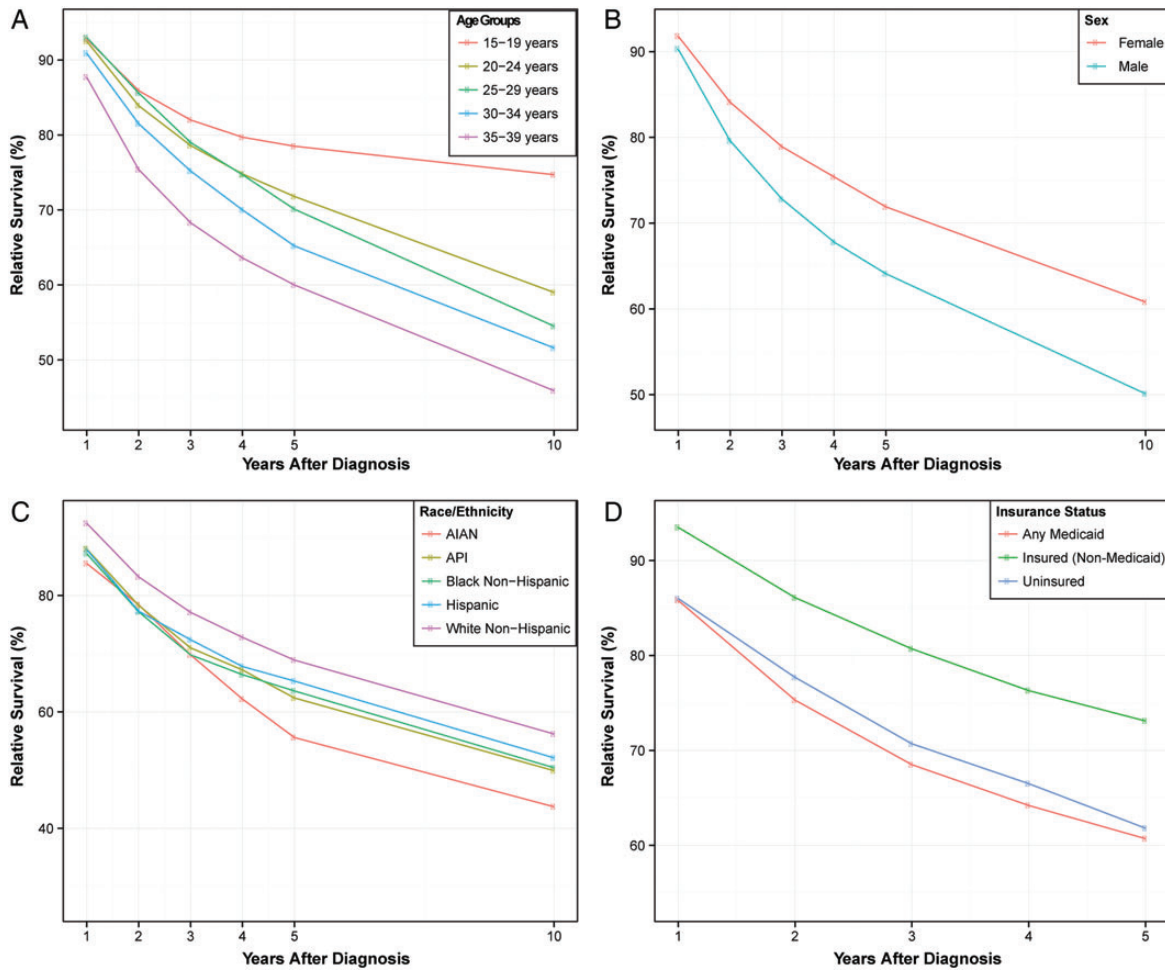 A
Age Groups
15−19 years
20−24 years
25−29 years
30−34 years
35−39 years
Relative Survival (%)
90
80
70
60
50
1 2 3 4 5 10
Years After Diagnosis
B
Sex
Female
Male
Relative Survival (%)
90
80
70
60
50
1 2 3 4 5 10
Years After Diagnosis
C
Race/Ethnicity
AIAN
API
Black Non−Hispanic
Hispanic
White Non−Hispanic
Relative Survival (%)
80
60
40
1 2 3 4 5 10
Years After Diagnosis
D
Insurance Status
Any Medicaid
Insured (Non−Medicaid)
Uninsured
Relative Survival (%)
90
80
70
60
1 2 3 4 5
Years After Diagnosis